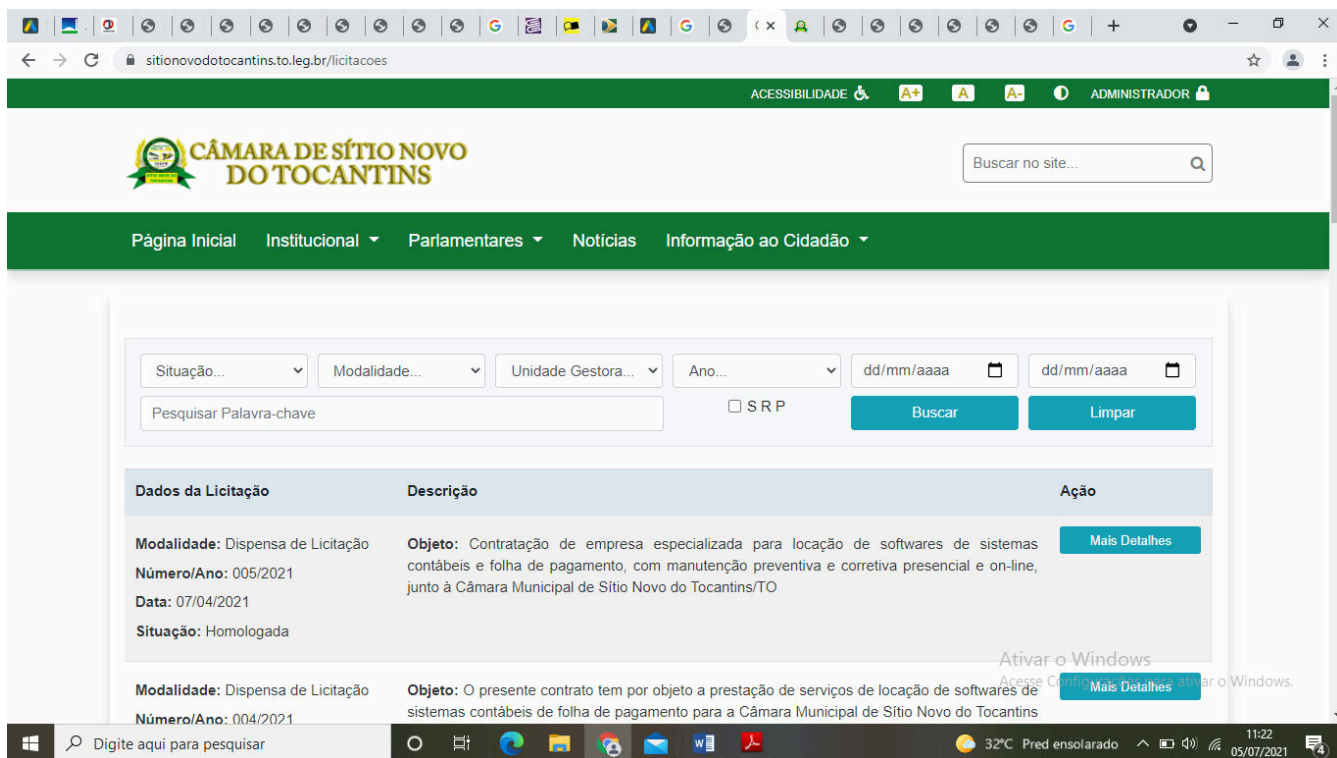 sitionovodotocantins.to.leg.br/licitacoes
ACESSIBILIDADE A+ A A- ADMINISTRADOR
CÂMARA DE SÍTIO NOVO
DO TOCANTINS
Buscar no site...
Página Inicial Institucional Parlamentares Notícias Informação ao Cidadão
Situação... Modalidade... Unidade Gestora... Ano... dd/mm/aaaa dd/mm/aaaa
Pesquisar Palavra-chave S R P Buscar Limpar
Dados da Licitação Descrição Ação
Modalidade: Dispensa de Licitação Objeto: Contratação de empresa especializada para locação de softwares de sistemas Mais Detalhes
Número/Ano: 005/2021 contábeis e folha de pagamento, com manutenção preventiva e corretiva presencial e on-line,
Data: 07/04/2021 junto à Câmara Municipal de Sítio Novo do Tocantins/TO
Situação: Homologada
Ativar o Windows
Acesse Configurações para ativar o Windows.
Modalidade: Dispensa de Licitação Objeto: O presente contrato tem por objeto a prestação de serviços de locação de softwares de Mais Detalhes
Número/Ano: 004/2021 sistemas contábeis de folha de pagamento para a Câmara Municipal de Sítio Novo do Tocantins
Digite aqui para pesquisar 32°C Pred ensolarado 11:22
05/07/2021 4